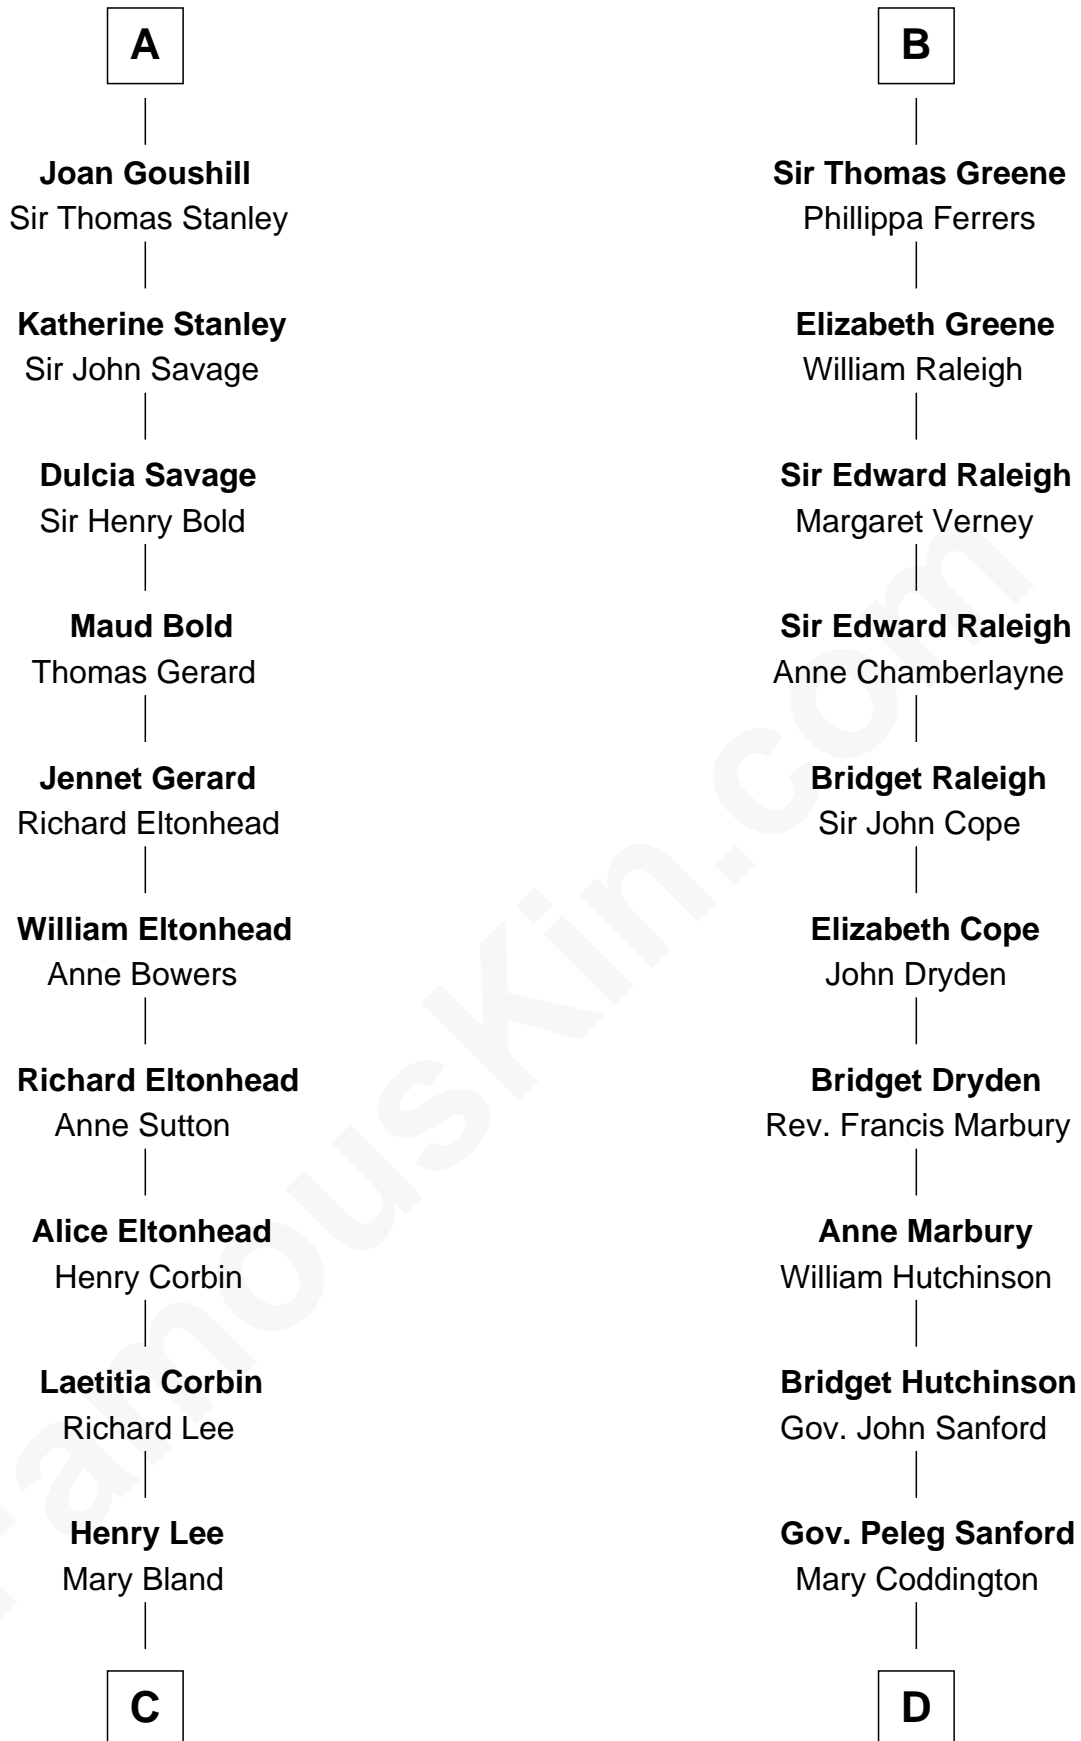 A
Joan Goushill
Sir Thomas Stanley
Katherine Stanley
Sir John Savage
Dulcia Savage
Sir Henry Bold
Maud Bold
Thomas Gerard
Jennet Gerard
Richard Eltonhead
William Eltonhead
Anne Bowers
Richard Eltonhead
Anne Sutton
Alice Eltonhead
Henry Corbin
Laetitia Corbin
Richard Lee
Henry Lee
Mary Bland
C
B
Sir Thomas Greene
Phillippa Ferrers
Elizabeth Greene
William Raleigh
Sir Edward Raleigh
Margaret Verney
Sir Edward Raleigh
Anne Chamberlayne
Bridget Raleigh
Sir John Cope
Elizabeth Cope
John Dryden
Bridget Dryden
Rev. Francis Marbury
Anne Marbury
William Hutchinson
Bridget Hutchinson
Gov. John Sanford
Gov. Peleg Sanford
Mary Coddington
D
FamousKin.com